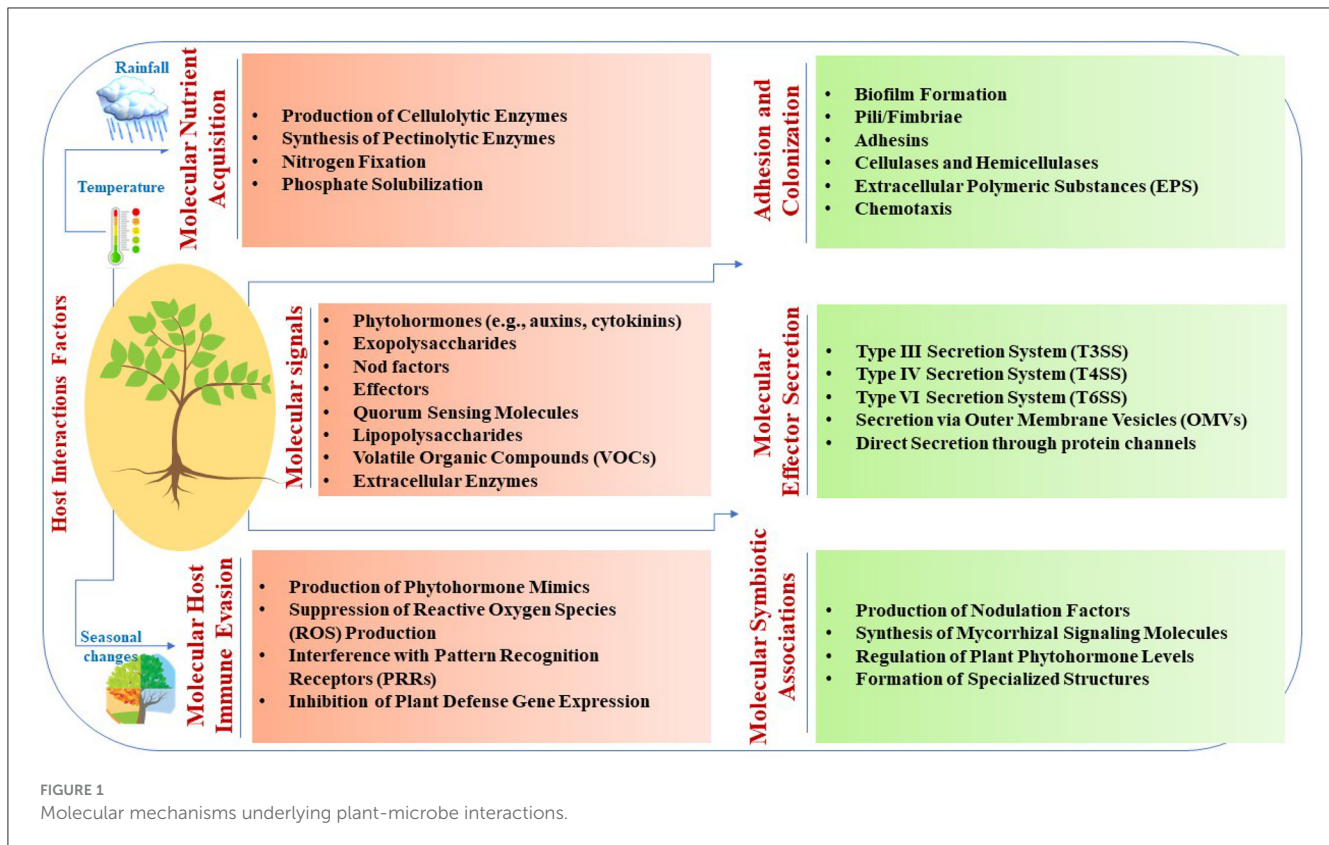 Rainfall
Temperature
Host Interactions Factors
Seasonal
changes
Molecular Nutrient
Acquisition
• Production of Cellulolytic Enzymes
• Synthesis of Pectinolytic Enzymes
• Nitrogen Fixation
• Phosphate Solubilization
Adhesion and
Colonization
• Biofilm Formation
• Pili/Fimbriae
• Adhesins
• Cellulases and Hemicellulases
• Extracellular Polymeric Substances (EPS)
• Chemotaxis
Molecular signals
• Phytohormones (e.g., auxins, cytokinins)
• Exopolysaccharides
• Nod factors
• Effectors
• Quorum Sensing Molecules
• Lipopolysaccharides
• Volatile Organic Compounds (VOCs)
• Extracellular Enzymes
Molecular
Effector Secretion
• Type III Secretion System (T3SS)
• Type IV Secretion System (T4SS)
• Type VI Secretion System (T6SS)
• Secretion via Outer Membrane Vesicles (OMVs)
• Direct Secretion through protein channels
Molecular Host
Immune Evasion
• Production of Phytohormone Mimics
• Suppression of Reactive Oxygen Species
(ROS) Production
• Interference with Pattern Recognition
Receptors (PRRs)
• Inhibition of Plant Defense Gene Expression
Molecular Symbiotic
Associations
• Production of Nodulation Factors
• Synthesis of Mycorrhizal Signaling Molecules
• Regulation of Plant Phytohormone Levels
• Formation of Specialized Structures
FIGURE 1
Molecular mechanisms underlying plant-microbe interactions.